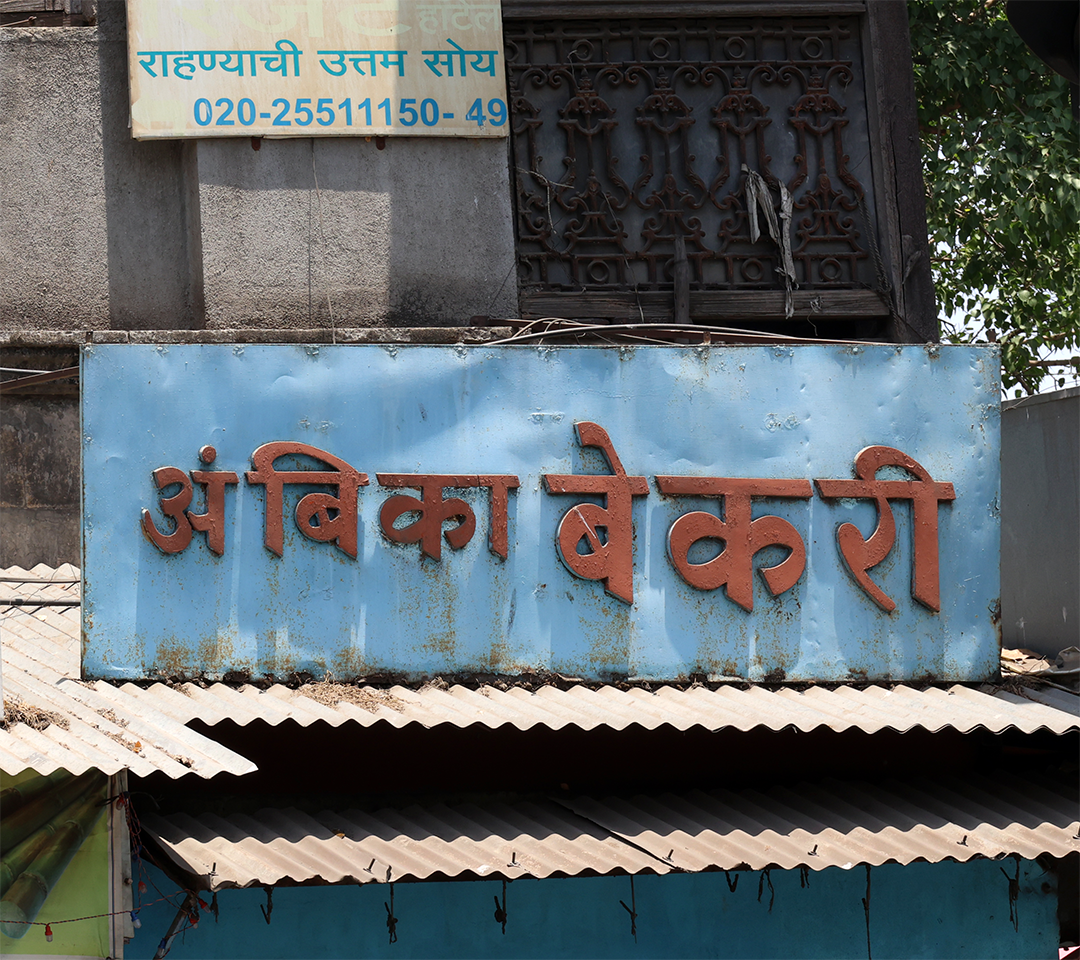 हॉटेल
राहण्याची उत्तम सोय
020-25511150- 49
अंबिका बेकरी